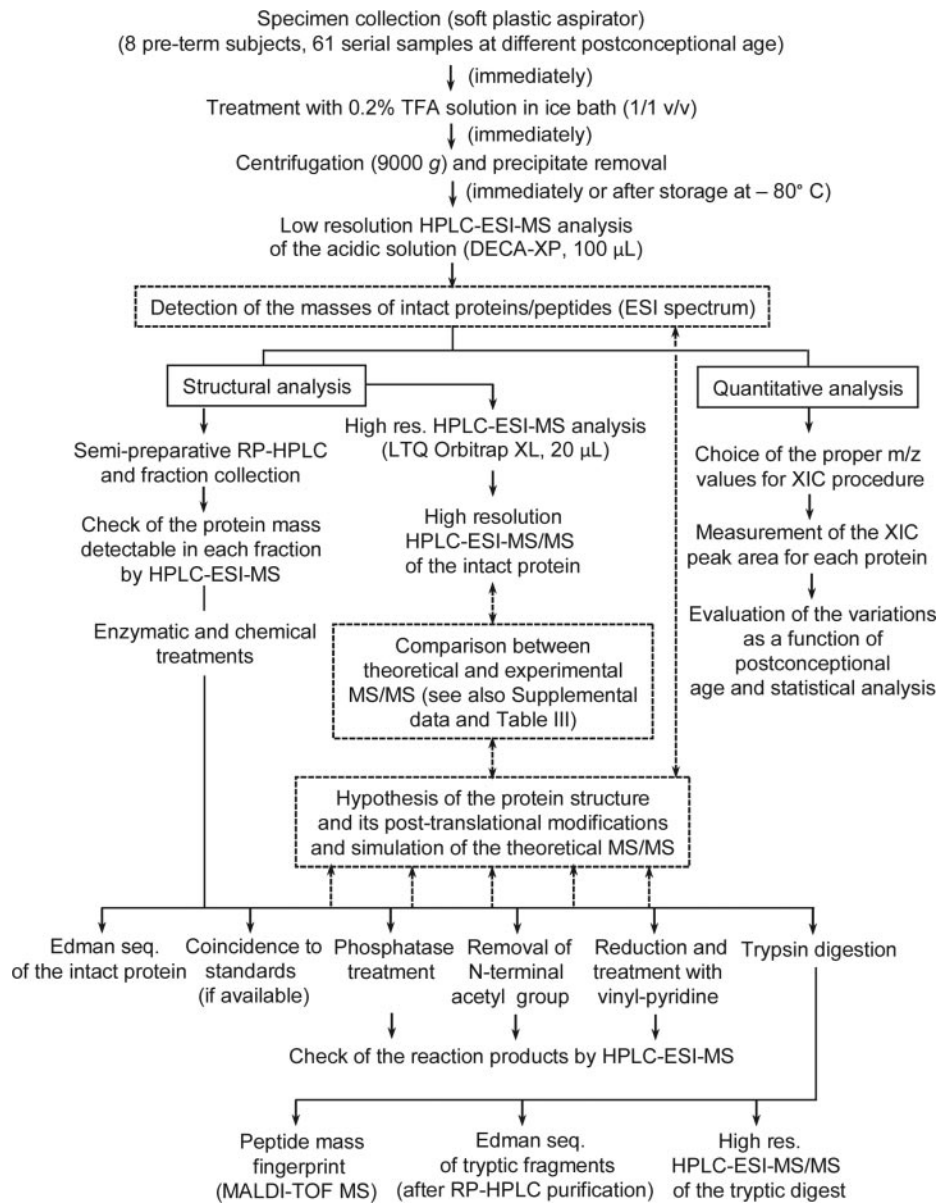 Specimen collection (soft plastic aspirator)
(8 pre-term subjects, 61 serial samples at different postconceptional age)
(immediately)
Treatment with 0.2% TFA solution in ice bath (1/1 v/v)
(immediately)
Centrifugation (9000 g) and precipitate removal
(immediately or after storage at – 80° C)
Low resolution HPLC-ESI-MS analysis
of the acidic solution (DECA-XP, 100 µL)
Detection of the masses of intact proteins/peptides (ESI spectrum)
Structural analysis
Quantitative analysis
Semi-preparative RP-HPLC
and fraction collection
Check of the protein mass
detectable in each fraction
by HPLC-ESI-MS
Enzymatic and chemical
treatments
High res. HPLC-ESI-MS analysis
(LTQ Orbitrap XL, 20 µL)
High resolution
HPLC-ESI-MS/MS
of the intact protein
Comparison between
theoretical and experimental
MS/MS (see also Supplemental
data and Table III)
Hypothesis of the protein structure
and its post-translational modifications
and simulation of the theoretical MS/MS
Choice of the proper m/z
values for XIC procedure
Measurement of the XIC
peak area for each protein
Evaluation of the variations
as a function of
postconceptional
age and statistical analysis
Edman seq.
of the intact protein
Coincidence to
standards
(if available)
Phosphatase
treatment
Removal of
N-terminal
acetyl group
Reduction and
treatment with
vinyl-pyridine
Trypsin digestion
Check of the reaction products by HPLC-ESI-MS
Peptide mass
fingerprint
(MALDI-TOF MS)
Edman seq.
of tryptic fragments
(after RP-HPLC purification)
High res.
HPLC-ESI-MS/MS
of the tryptic digest